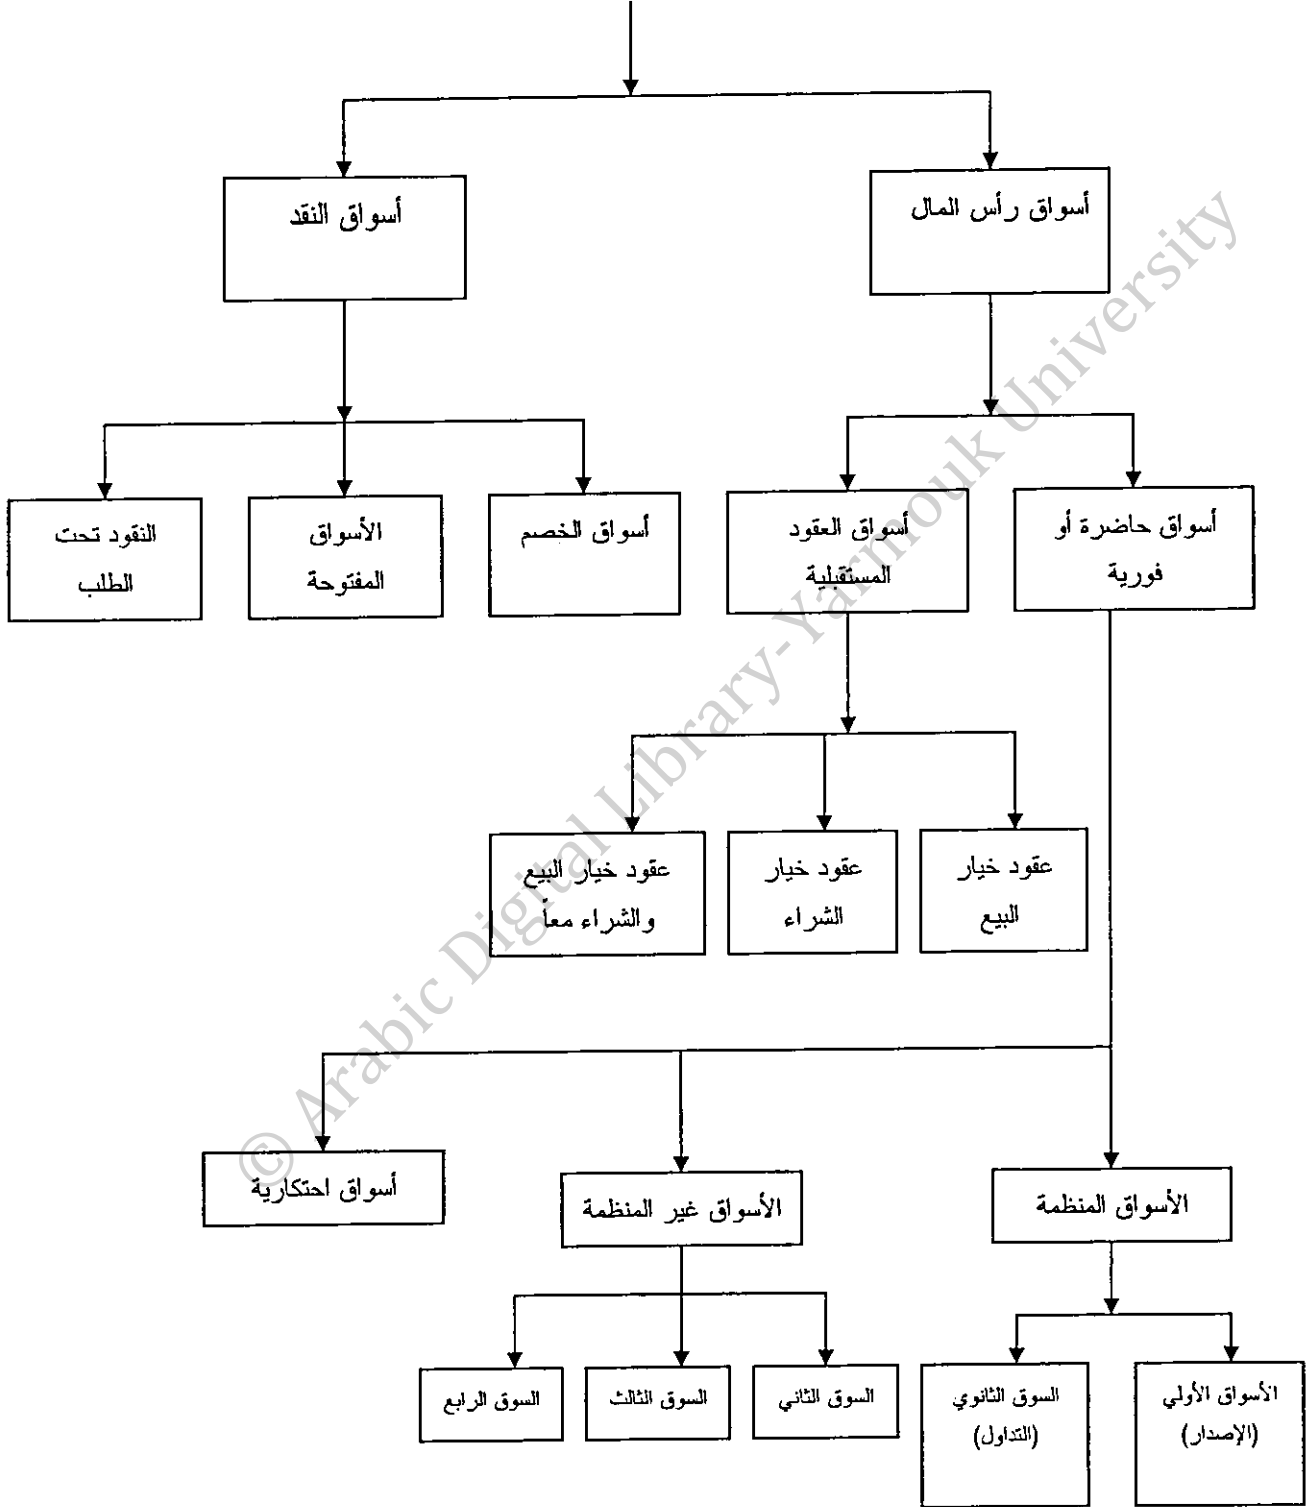 أسواق رأس المال
أسواق النقد
أسواق حاضرة أو
فورية
أسواق العقود
المستقبلية
أسواق الخصم
الأسواق
المفتوحة
النقود تحت
الطلب
عقود خيار
البيع
عقود خيار
الشراء
عقود خيار البيع
والشراء معاً
الأسواق المنظمة
الأسواق غير المنظمة
أسواق احتكارية
الأسواق الأولي
(الإصدار)
السوق الثانوي
(التداول)
السوق الثاني
السوق الثالث
السوق الرابع
© Arabic Digital Library-Yarmouk University